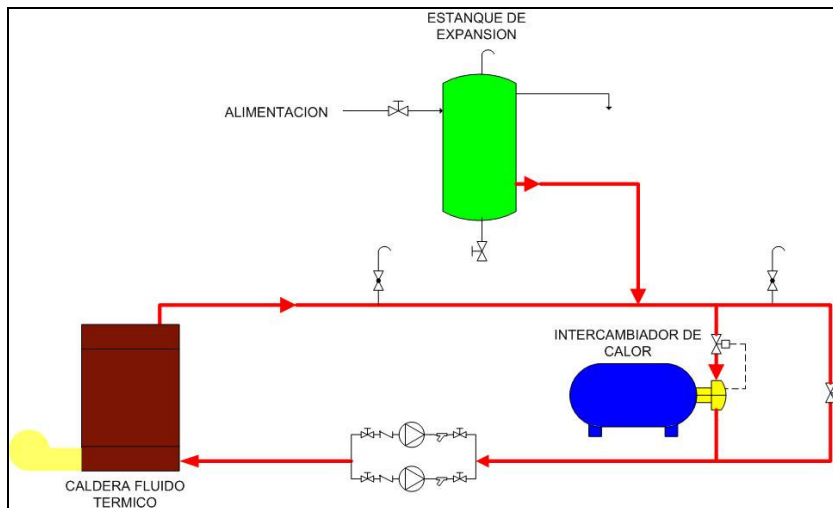 ESTANQUE DE
EXPANSION
ALIMENTACION
INTERCAMBIADOR DE
CALOR
CALDERA FLUIDO
TERMICO